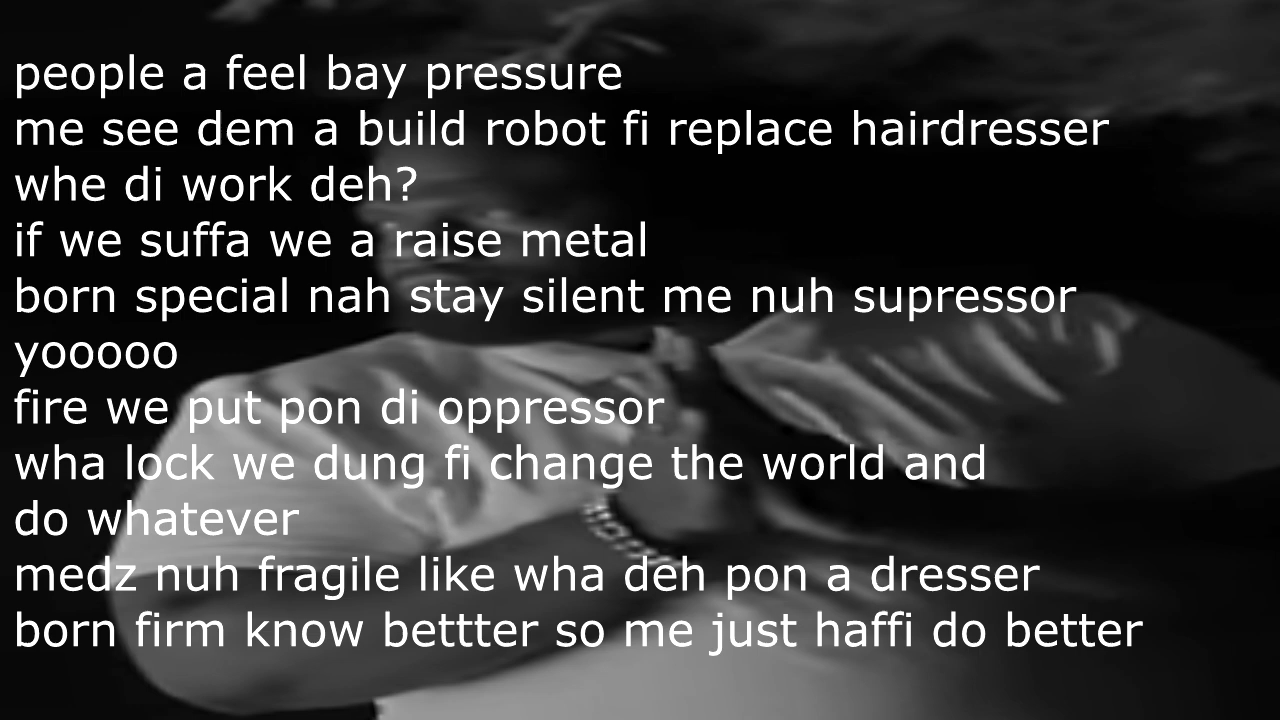 people a feel bay pressure
me see dem a build robot fi replace hairdresser
whe di work deh?
if we suffa we a raise metal
born special nah stay silent me nuh supressor
yooooo
fire we put pon di oppressor
wha lock we dung fi change the world and
do whatever
medz nuh fragile like wha deh pon a dresser
born firm know bettter so me just haffi do better